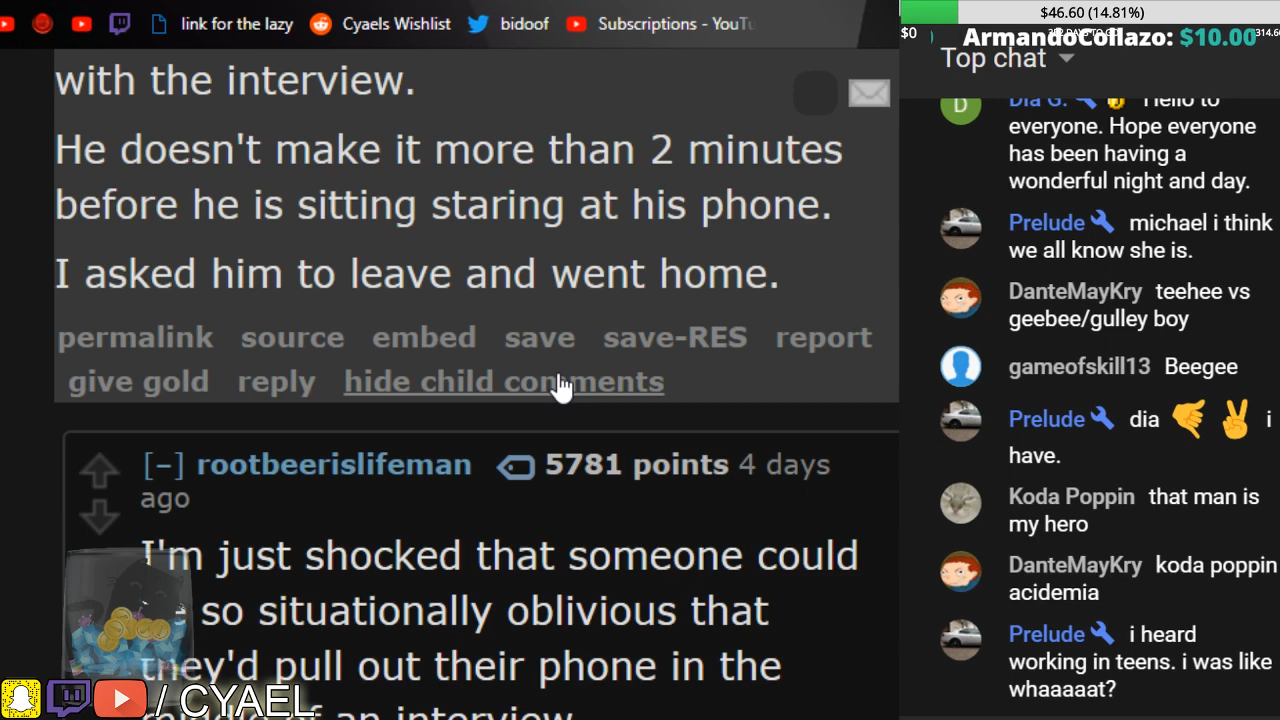 link for the lazy
Cyaels Wishlist
bidoof
Subscriptions - YouTu
with the interview.
He doesn't make it more than 2 minutes
before he is sitting staring at his phone.
I asked him to leave and went home.
permalink source embed save save-RES report
give gold reply hide child comments
[–] rootbeerislifeman 5781 points 4 days
ago
I'm just shocked that someone could
so situationally oblivious that
they'd pull out their phone in the
middle of an interview
/ CYAEL
$46.60 (14.81%)
$0
ArmandoCollazo: $10.00
Top chat
D
Dia G. Hello to
everyone. Hope everyone
has been having a
wonderful night and day.
Prelude michael i think
we all know she is.
DanteMayKry teehee vs
geebee/gulley boy
gameofskill13 Beegee
Prelude dia 🤙 ✌ i
have.
Koda Poppin that man is
my hero
DanteMayKry koda poppin
acidemia
Prelude i heard
working in teens. i was like
whaaaaat?